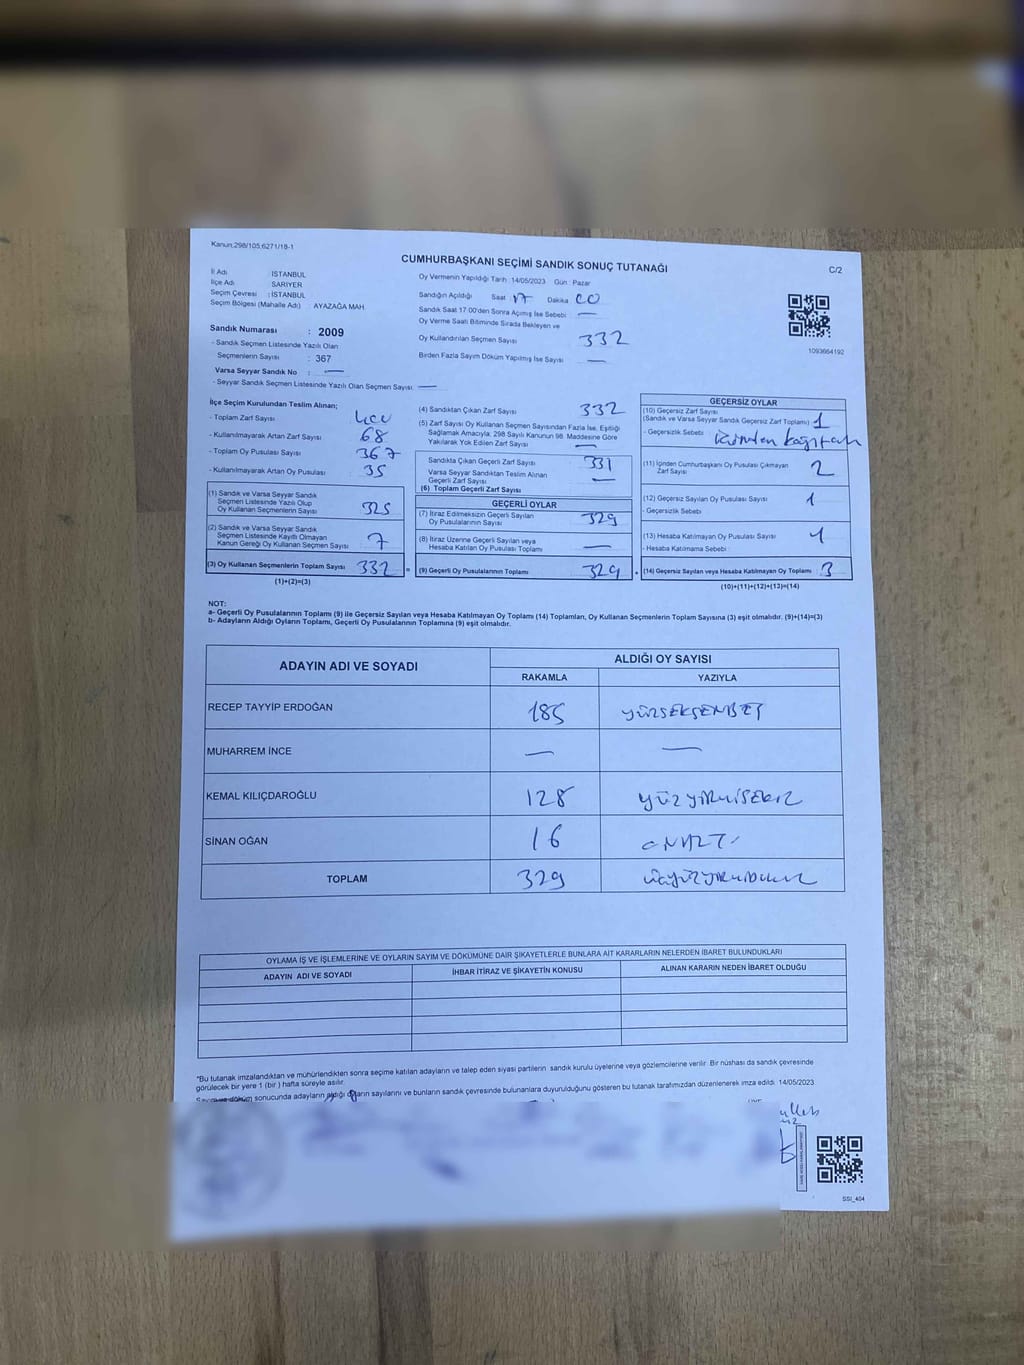 Kanun:298/105;6271/18-1
CUMHURBAŞKANI SEÇİMİ SANDIK SONUÇ TUTANAĞI
C/2
İl Adı : İSTANBUL
İlçe Adı : SARIYER
Seçim Çevresi : İSTANBUL
Seçim Bölgesi (Mahalle Adı) : AYAZAĞA MAH
Sandık Numarası : 2009
- Sandık Seçmen Listesinde Yazılı Olan
Seçmenlerin Sayısı : 367
Varsa Seyyar Sandık No : —
- Seyyar Sandık Seçmen Listesinde Yazılı Olan Seçmen Sayısı: —
Oy Vermenin Yapıldığı Tarih :14/05/2023 Gün : Pazar
Sandığın Açıldığı Saat 17 Dakika 00
Sandık Saat 17:00'den Sonra Açımış İse Sebebi : —
Oy Verme Saati Bitiminde Sırada Bekleyen ve
Oy Kullandırılan Seçmen Sayısı 332
Birden Fazla Sayım Döküm Yapılmış İse Sayısı —
1093664192
İlçe Seçim Kurulundan Teslim Alınan;
- Toplam Zarf Sayısı 400
- Kullanılmayarak Artan Zarf Sayısı 68
- Toplam Oy Pusulası Sayısı 367
- Kullanılmayarak Artan Oy Pusulası 35
(1) Sandık ve Varsa Seyyar Sandık
Seçmen Listesinde Yazılı Olup
Oy Kullanan Seçmenlerin Sayısı 325
(2) Sandık ve Varsa Seyyar Sandık
Seçmen Listesinde Kayıtlı Olmayan
Kanun Gereği Oy Kullanan Seçmen Sayısı 7
(3) Oy Kullanan Seçmenlerin Toplam Sayısı 332 =
(1)+(2)=(3)
(4) Sandıktan Çıkan Zarf Sayısı 332
(5) Zarf Sayısı Oy Kullanan Seçmen Sayısından Fazla İse, Eşitliği
Sağlamak Amacıyla; 298 Sayılı Kanunun 98. Maddesine Göre
Yakılarak Yok Edilen Zarf Sayısı —
Sandıkta Çıkan Geçerli Zarf Sayısı 331
Varsa Seyyar Sandıktan Teslim Alınan
Geçerli Zarf Sayısı —
(6) Toplam Geçerli Zarf Sayısı
GEÇERLİ OYLAR
(7) İtiraz Edilmeksizin Geçerli Sayılan
Oy Pusulalarının Sayısı 329
(8) İtiraz Üzerine Geçerli Sayılan veya
Hesaba Katılan Oy Pusulası Toplamı —
(9) Geçerli Oy Pusulalarının Toplamı 329 +
GEÇERSİZ OYLAR
(10) Geçersiz Zarf Sayısı
(Sandık ve Varsa Seyyar Sandık Geçersiz Zarf Toplamı) 1
- Geçersizlik Sebebi :
(11) İçinden Cumhurbaşkanı Oy Pusulası Çıkmayan
Zarf Sayısı 2
(12) Geçersiz Sayılan Oy Pusulası Sayısı 1
- Geçersizlik Sebebi :
(13) Hesaba Katılmayan Oy Pusulası Sayısı 1
- Hesaba Katılmama Sebebi :
(14) Geçersiz Sayılan veya Hesaba Katılmayan Oy Toplamı 3
(10)+(11)+(12)+(13)=(14)
NOT:
a- Geçerli Oy Pusulalarının Toplamı (9) ile Geçersiz Sayılan veya Hesaba Katılmayan Oy Toplamı (14) Toplamları, Oy Kullanan Seçmenlerin Toplam Sayısına (3) eşit olmalıdır. (9)+(14)=(3)
b- Adayların Aldığı Oyların Toplamı, Geçerli Oy Pusulalarının Toplamına (9) eşit olmalıdır.
ADAYIN ADI VE SOYADI
ALDIĞI OY SAYISI
RAKAMLA YAZIYLA
RECEP TAYYİP ERDOĞAN 185 YÜZSEKSENBEŞ
MUHARREM İNCE — —
KEMAL KILIÇDAROĞLU 128 YÜZYİRMİSEKİZ
SİNAN OĞAN 16 ONALTI
TOPLAM 329 ÜÇYÜZYİRMİDOKUZ
OYLAMA İŞ VE İŞLEMLERİNE VE OYLARIN SAYIM VE DÖKÜMÜNE DAİR ŞİKAYETLERLE BUNLARA AİT KARARLARIN NELERDEN İBARET BULUNDUKLARI
ADAYIN ADI VE SOYADI İHBAR İTİRAZ VE ŞİKAYETİN KONUSU ALINAN KARARIN NEDEN İBARET OLDUĞU
*Bu tutanak imzalandıktan ve mühürlendikten sonra seçime katılan adayların ve talep eden siyasi partilerin sandık kurulu üyelerine veya gözlemcilerine verilir. Bir nüshası da sandık çevresinde
görülecek bir yere 1 (bir) hafta süreyle asılır.
Sayım ve döküm sonucunda adayların aldığı oyların sayılarını ve bunların sandık çevresinde bulunanlara duyurulduğunu gösteren bu tutanak tarafımızdan düzenlenerek imza edildi. 14/05/2023
SSI_404